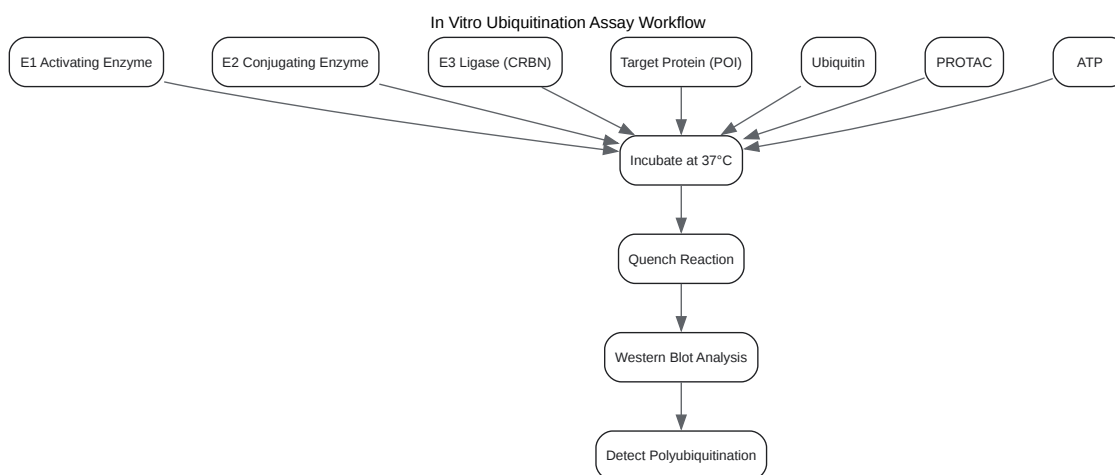 In Vitro Ubiquitination Assay Workflow
E1 Activating Enzyme
E2 Conjugating Enzyme
E3 Ligase (CRBN)
Target Protein (POI)
Ubiquitin
PROTAC
ATP
Incubate at 37°C
Quench Reaction
Western Blot Analysis
Detect Polyubiquitination